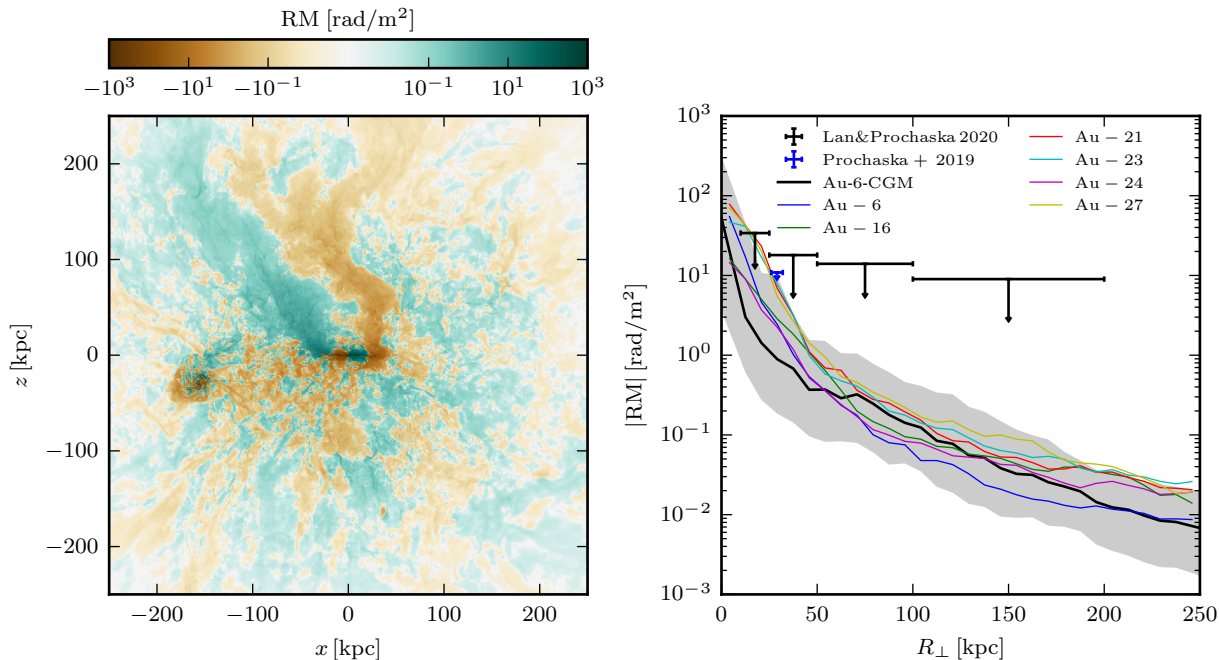 RM [rad/m²]
−10³ −10¹ −10⁻¹ 10⁻¹ 10¹ 10³
200
100
0
−100
−200
z [kpc]
−200 −100 0 100 200
x [kpc]
10³
10²
10¹
10⁰
10⁻¹
10⁻²
10⁻³
|RM| [rad/m²]
Lan&Prochaska 2020
Prochaska + 2019
Au-6-CGM
Au − 6
Au − 16
Au − 21
Au − 23
Au − 24
Au − 27
0 50 100 150 200 250
R⊥ [kpc]